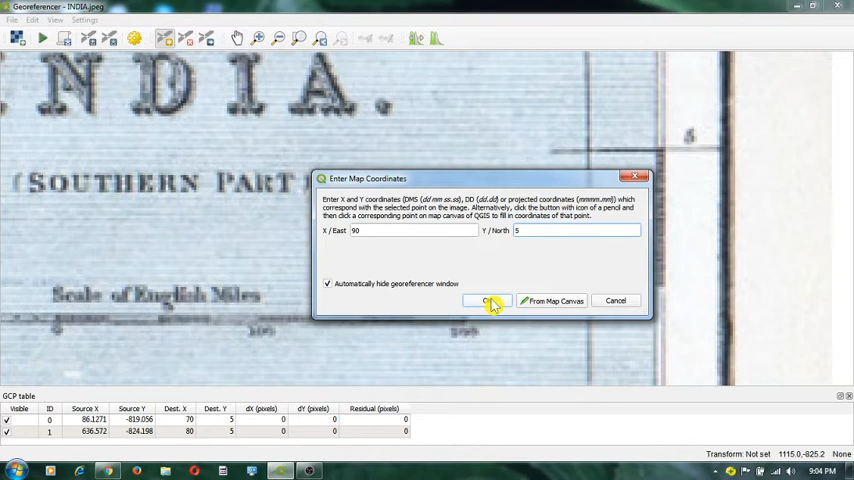 Georeferencer - INDIA.jpeg
File Edit View Settings
INDIA.
(SOUTHERN PART
5
Enter Map Coordinates
Enter X and Y coordinates (DMS (dd mm ss.ss), DD (dd.dd) or projected coordinates (mmmm.mm)) which
correspond with the selected point on the image. Alternatively, click the button with icon of a pencil and
then click a corresponding point on map canvas of QGIS to fill in coordinates of that point.
X / East 90 Y / North 5
Automatically hide georeferencer window
From Map Canvas Cancel
Scale of English Miles
0 100 200
GCP table
Visible ID Source X Source Y Dest. X Dest. Y dX (pixels) dY (pixels) Residual (pixels)
0 86.1271 -819.056 70 5 0 0 0
1 636.572 -824.198 80 5 0 0 0
Transform: Not set 1115.0,-825.2 None
9:04 PM